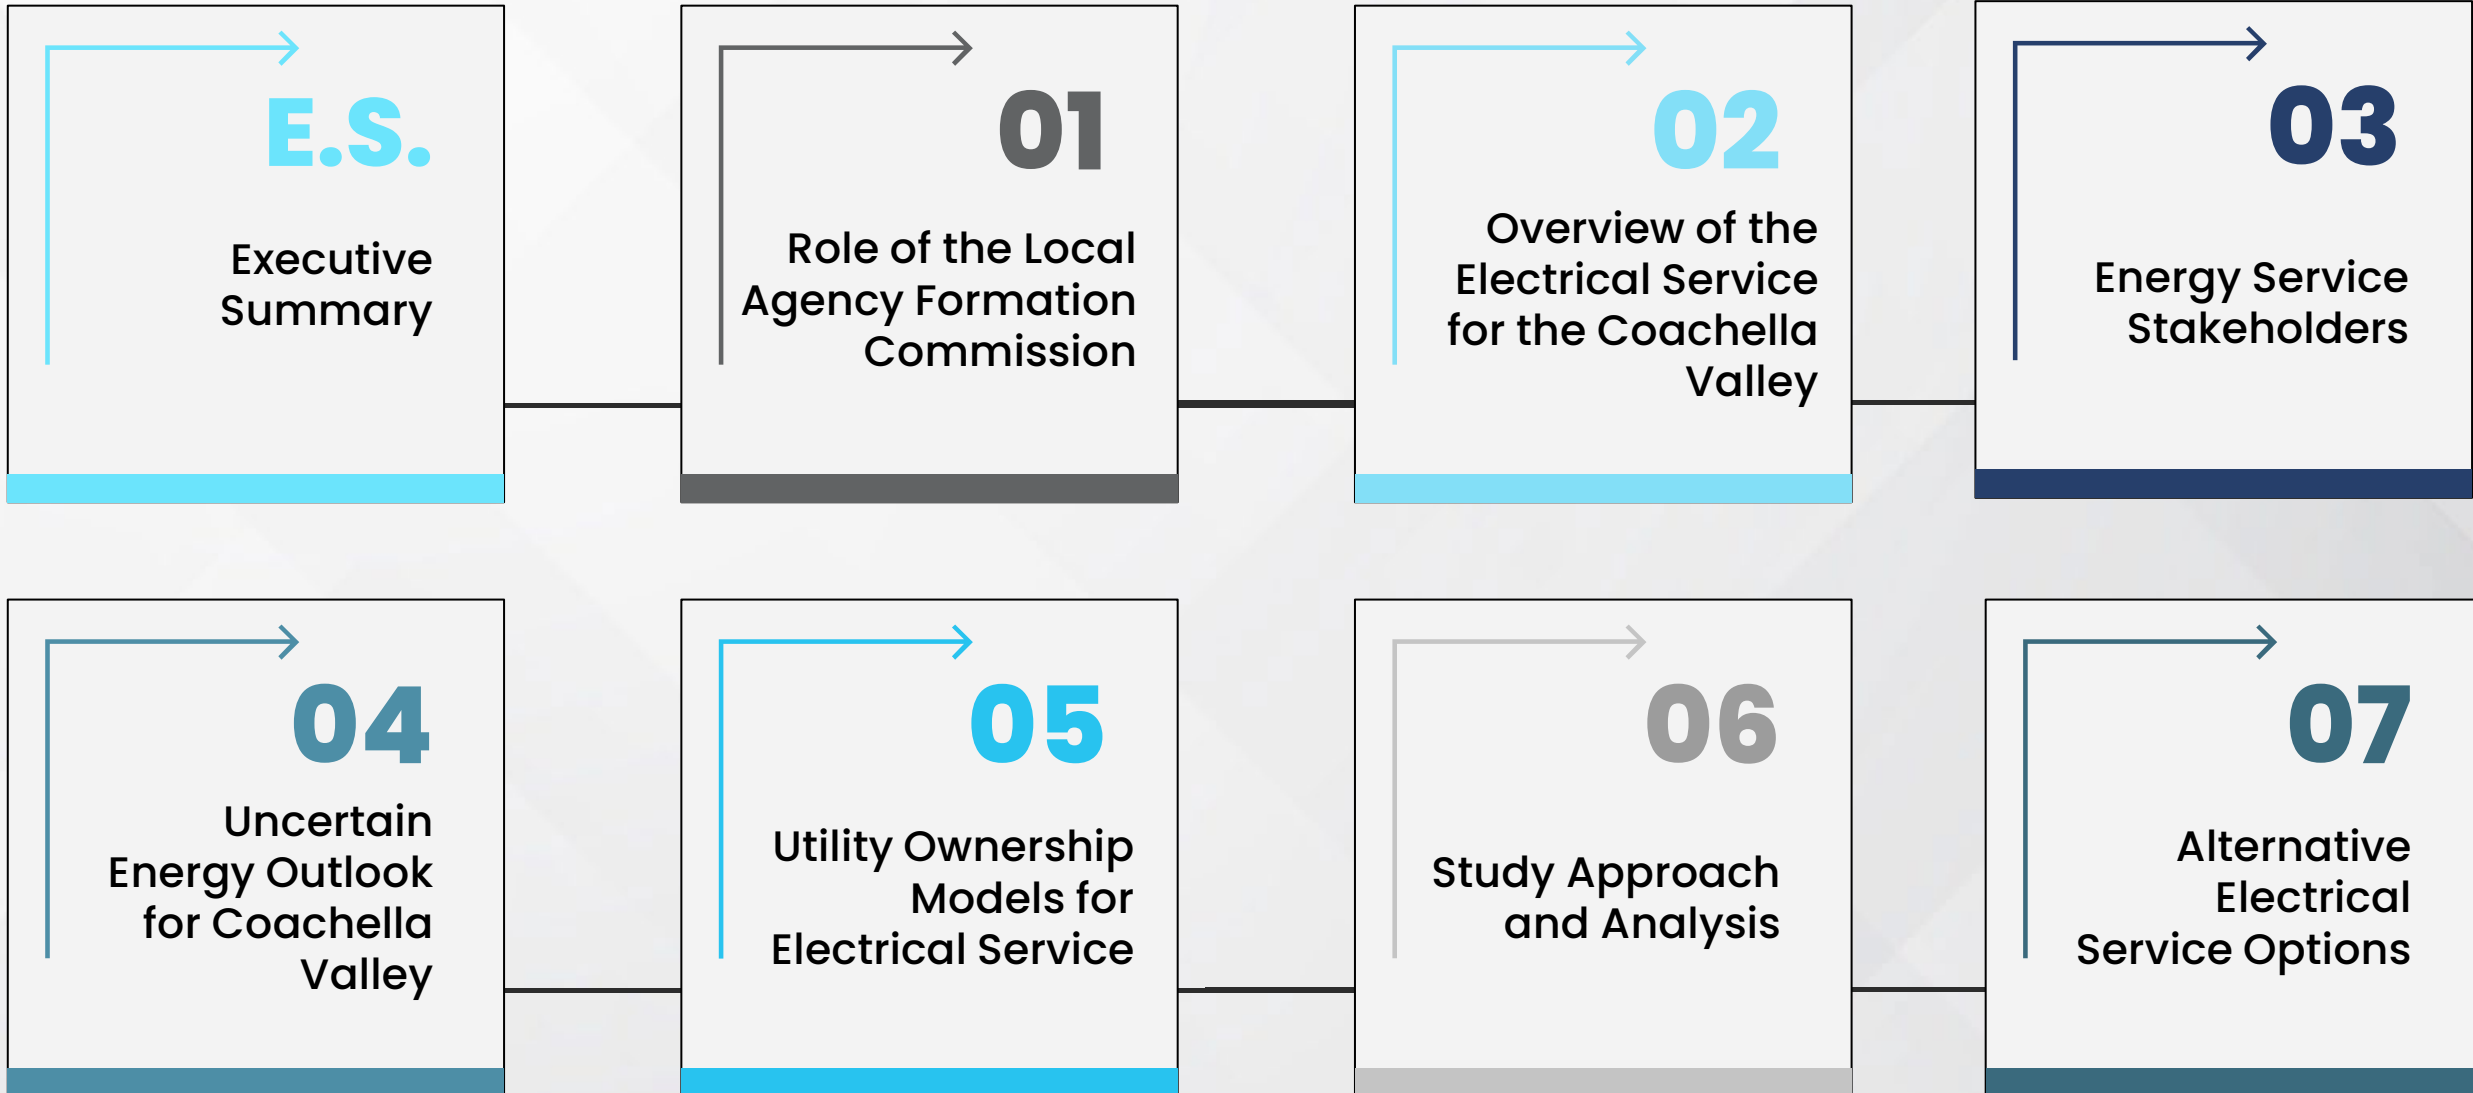 E.S.
Executive
Summary
01
Role of the Local
Agency Formation
Commission
02
Overview of the
Electrical Service
for the Coachella
Valley
03
Energy Service
Stakeholders
04
Uncertain
Energy Outlook
for Coachella
Valley
05
Utility Ownership
Models for
Electrical Service
06
Study Approach
and Analysis
07
Alternative
Electrical
Service Options